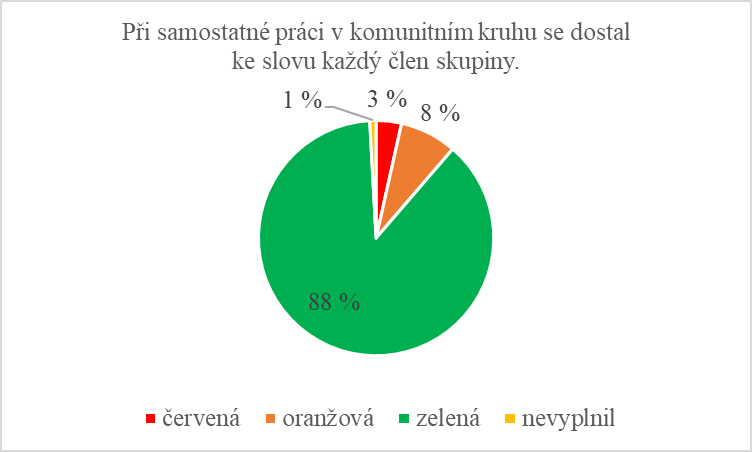 Při samostatné práci v komunitním kruhu se dostal
ke slovu každý člen skupiny.
1 %
3 %
8 %
88 %
červená
oranžová
zelená
nevyplnil